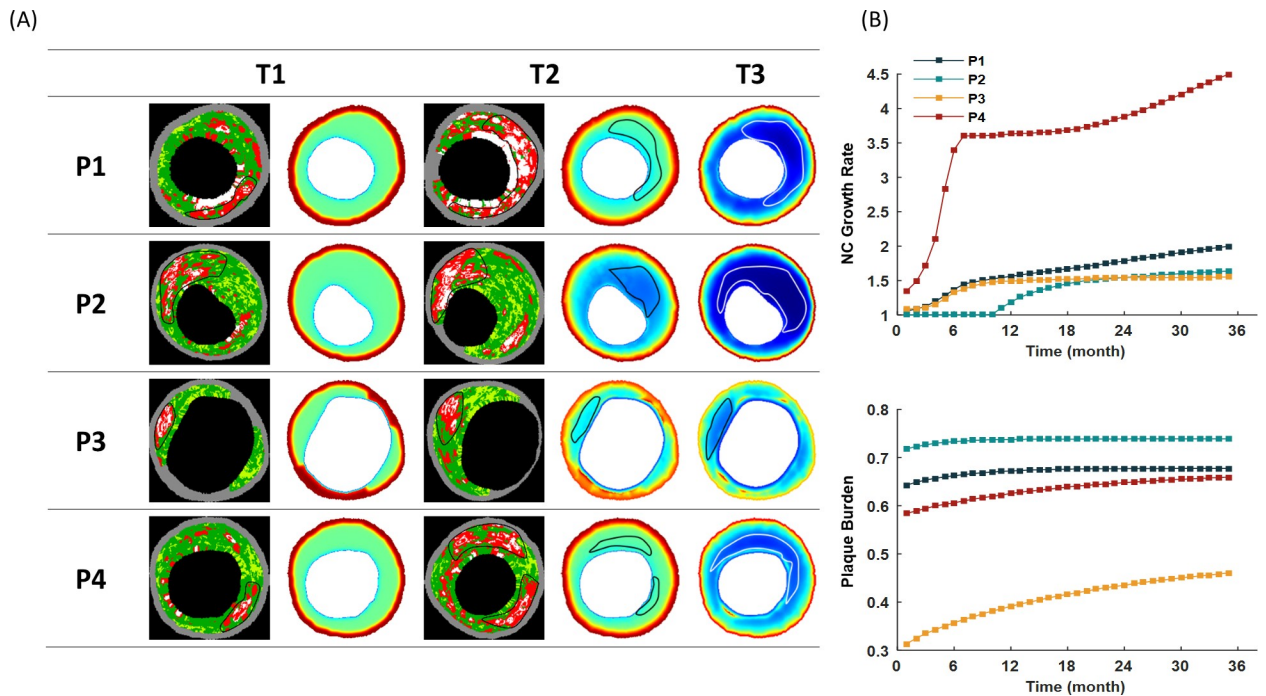 (A)
T1 T2 T3
P1
P2
P3
P4
(B)
P1
P2
P3
P4
NC Growth Rate
4.5
4
3.5
3
2.5
2
1.5
1
0 6 12 18 24 30 36
Time (month)
Plaque Burden
0.8
0.7
0.6
0.5
0.4
0.3
0 6 12 18 24 30 36
Time (month)